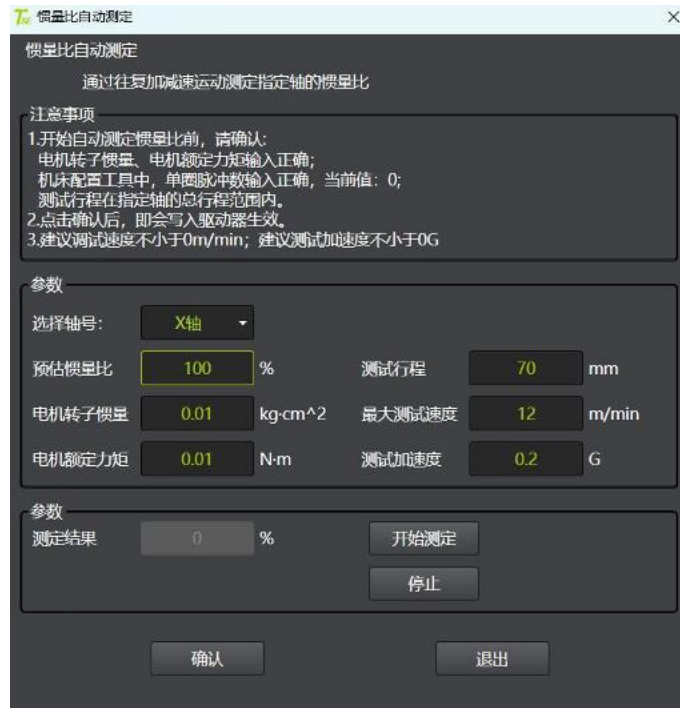 惯量比自动测定
惯量比自动测定
通过往复加减速运动测定指定轴的惯量比
注意事项
1.开始自动测定惯量比前，请确认:
电机转子惯量、电机额定力矩输入正确;
机床配置工具中，单圈脉冲数输入正确，当前值：0;
测试行程在指定轴的总行程范围内。
2.点击确认后，即会写入驱动器生效。
3.建议调试速度不小于0m/min；建议测试加速度不小于0G
参数
选择轴号： X轴
预估惯量比 100 % 测试行程 70 mm
电机转子惯量 0.01 kg·cm^2 最大测试速度 12 m/min
电机额定力矩 0.01 N·m 测试加速度 0.2 G
参数
测定结果 0 % 开始测定
停止
确认 退出